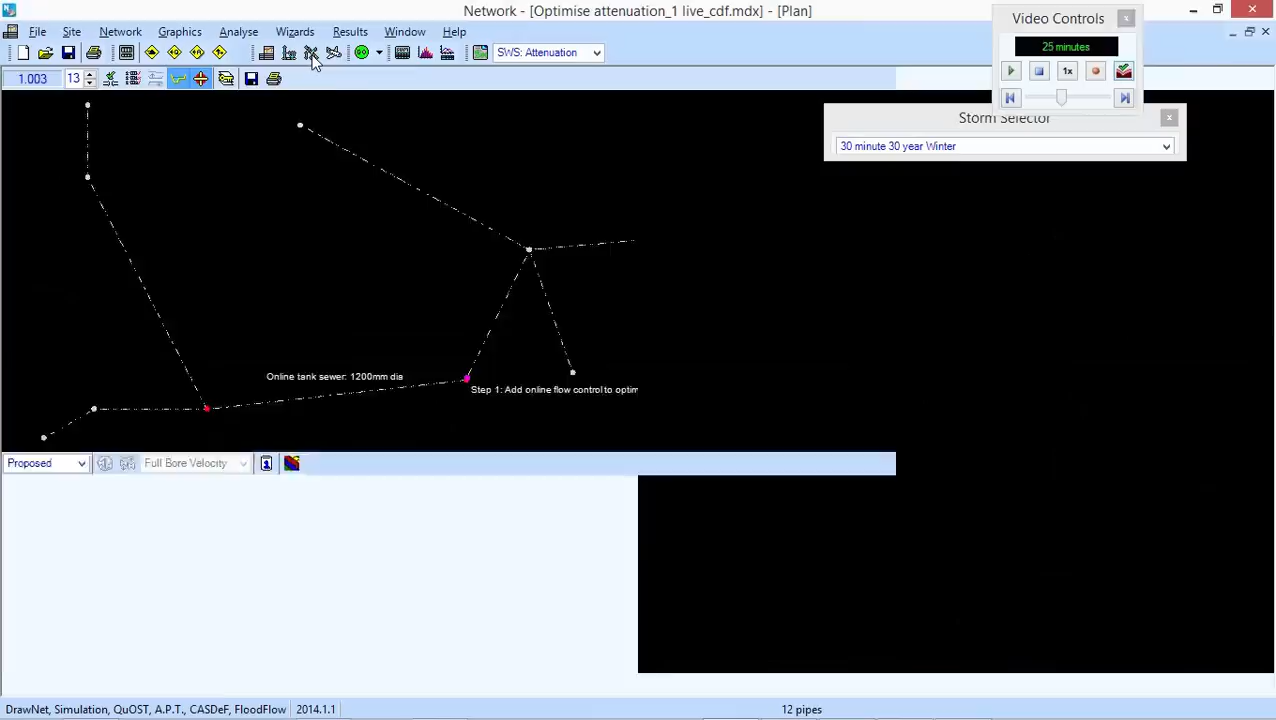 Network - [Optimise attenuation_1 live_cdf.mdx] - [Plan]
Video Controls
File Site Network Graphics Analyse Wizards Results Window Help
25 minutes
SWS: Attenuation
1x
1.003
13
Storm Selector
30 minute 30 year Winter
Online tank sewer: 1200mm dia
Step 1: Add online flow control to optim
Proposed
Full Bore Velocity
DrawNet, Simulation, QuOST, A.P.T., CASDeF, FloodFlow
2014.1.1
12 pipes